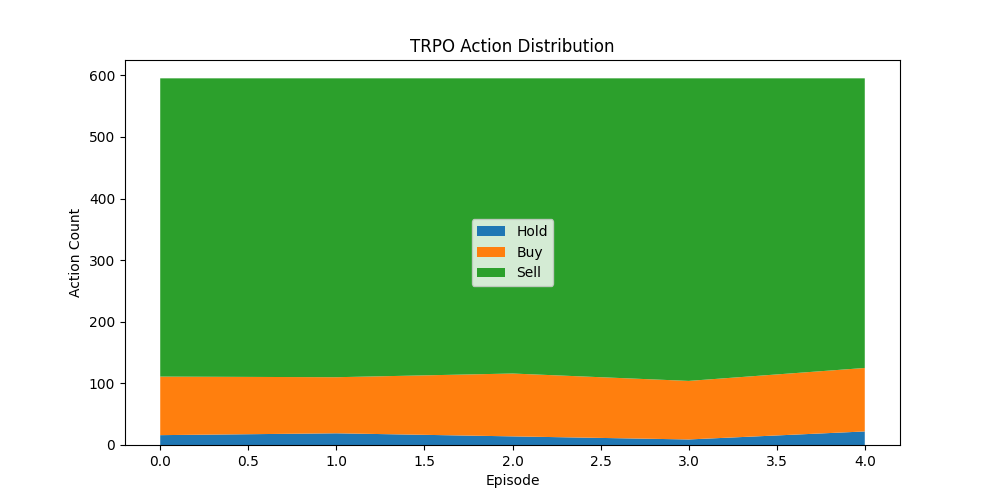 TRPO Action Distribution
600
500
400
300
200
100
0
Action Count
Hold
Buy
Sell
0.0 0.5 1.0 1.5 2.0 2.5 3.0 3.5 4.0
Episode